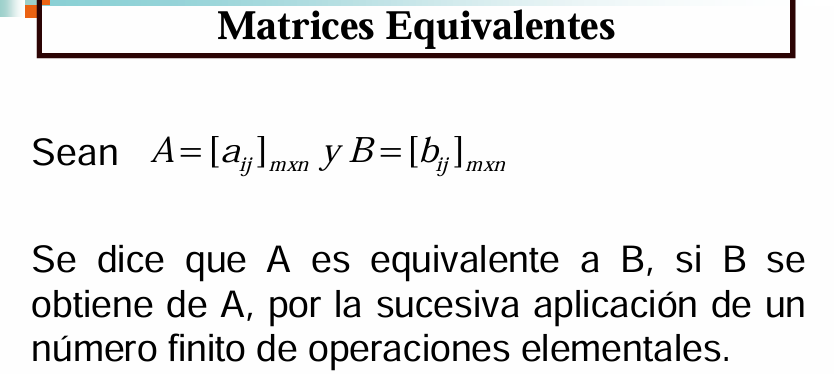 Matrices Equivalentes
Sean A=[a_{ij}]_{mxn} y B=[b_{ij}]_{mxn}
Se dice que A es equivalente a B, si B se
obtiene de A, por la sucesiva aplicación de un
número finito de operaciones elementales.